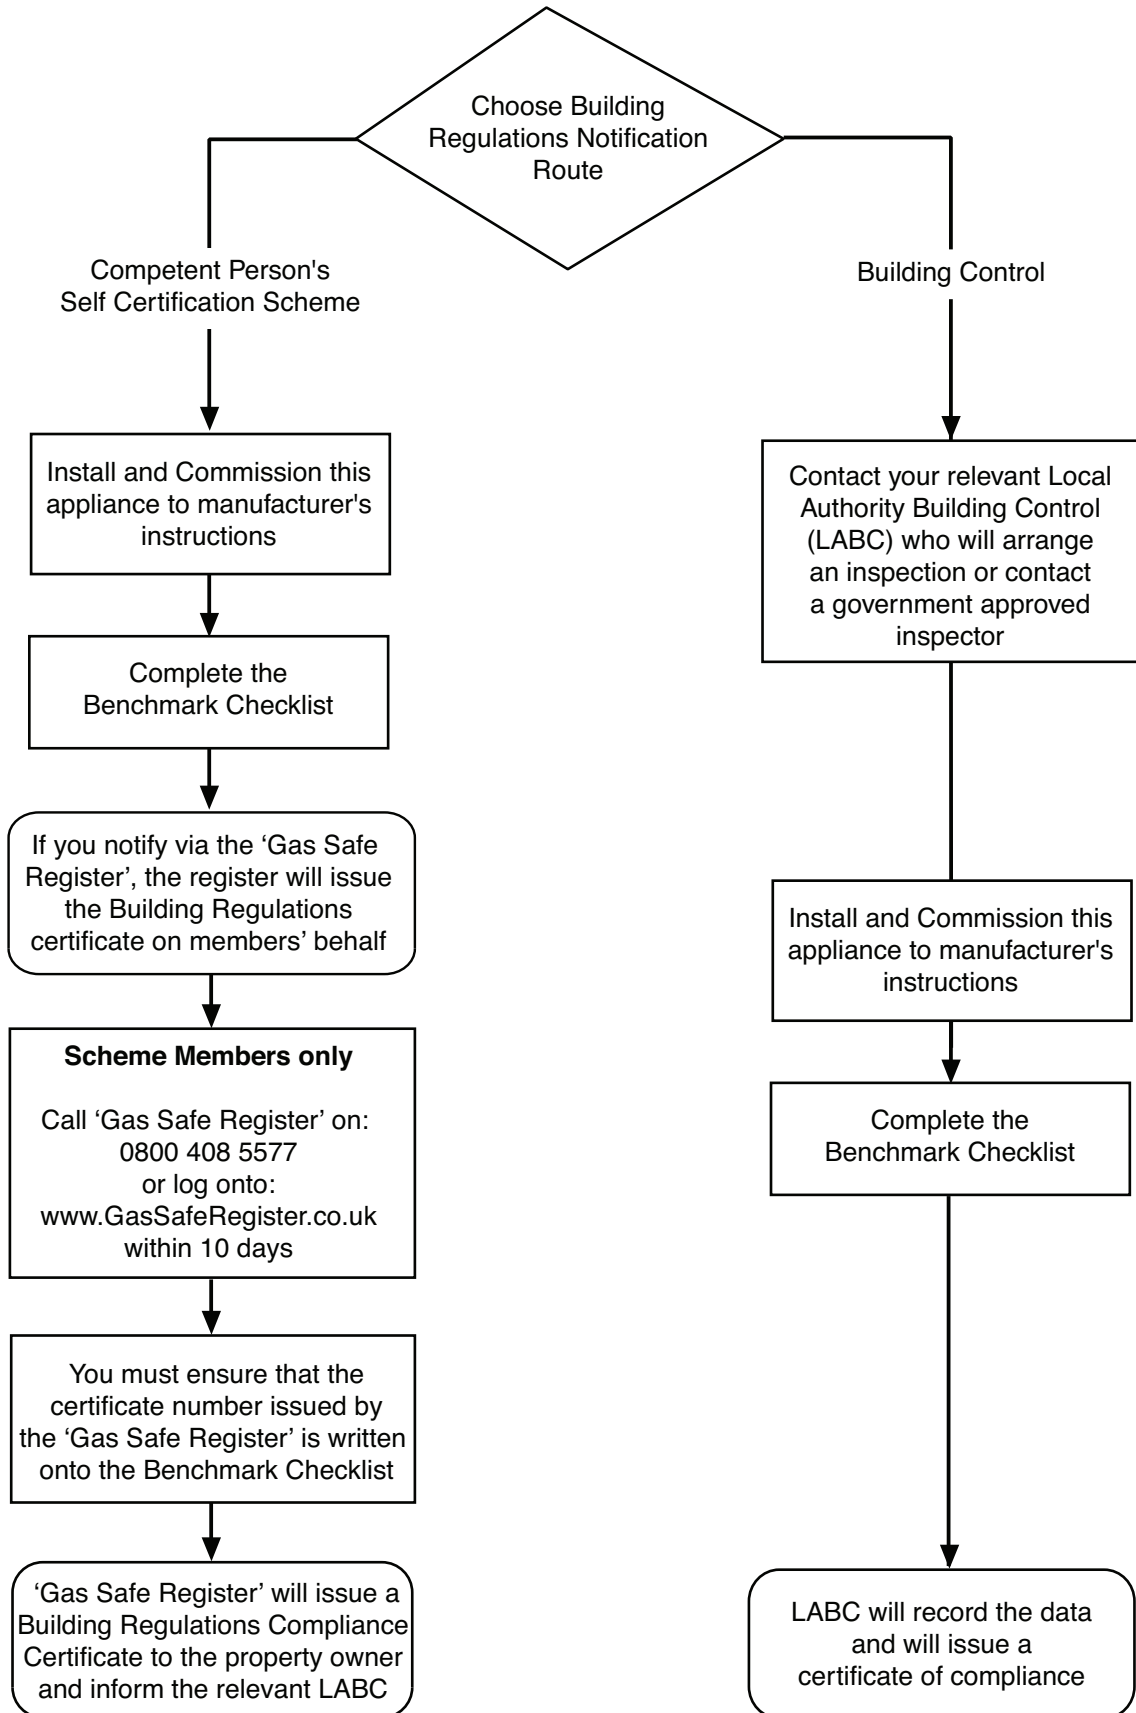 Choose Building
Regulations Notification
Route
Competent Person's
Self Certification Scheme
Building Control
Install and Commission this
appliance to manufacturer's
instructions
Contact your relevant Local
Authority Building Control
(LABC) who will arrange
an inspection or contact
a government approved
inspector
Complete the
Benchmark Checklist
If you notify via the ‘Gas Safe
Register’, the register will issue
the Building Regulations
certificate on members’ behalf
Install and Commission this
appliance to manufacturer's
instructions
Scheme Members only
Call ‘Gas Safe Register’ on:
0800 408 5577
or log onto:
www.GasSafeRegister.co.uk
within 10 days
Complete the
Benchmark Checklist
You must ensure that the
certificate number issued by
the ‘Gas Safe Register’ is written
onto the Benchmark Checklist
‘Gas Safe Register’ will issue a
Building Regulations Compliance
Certificate to the property owner
and inform the relevant LABC
LABC will record the data
and will issue a
certificate of compliance